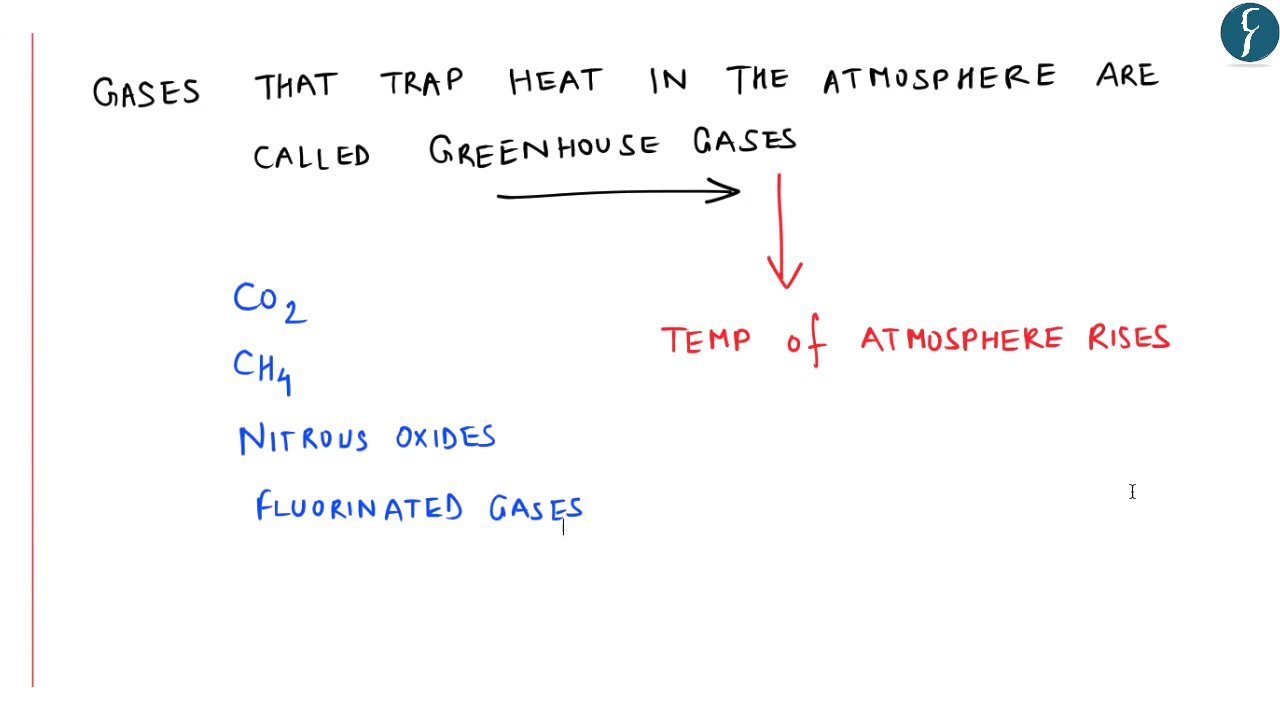 GASES THAT TRAP HEAT IN THE ATMOSPHERE ARE
CALLED GREENHOUSE GASES
CO2
CH4
NITROUS OXIDES
FLUORINATED GASES
TEMP of ATMOSPHERE RISES